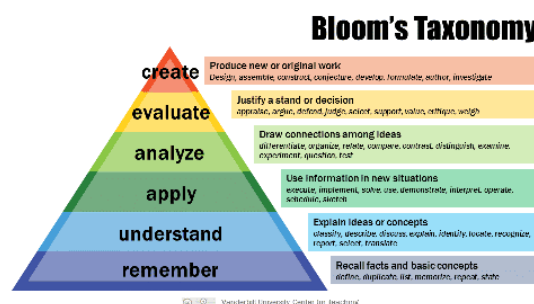 Bloom's Taxonomy
create
Produce new or original work
Design, assemble, construct, conjecture, develop, formulate, author, investigate
evaluate
Justify a stand or decision
appraise, argue, defend, judge, select, support, value, critique, weigh
analyze
Draw connections among ideas
differentiate, organize, relate, compare, contrast, distinguish, examine,
experiment, question, test
apply
Use information in new situations
execute, implement, solve, use, demonstrate, interpret, operate,
schedule, sketch
understand
Explain ideas or concepts
classify, describe, discuss, explain, identify, locate, recognize,
report, select, translate
remember
Recall facts and basic concepts
define, duplicate, list, memorize, repeat, state
Vanderbilt University Center for Teaching